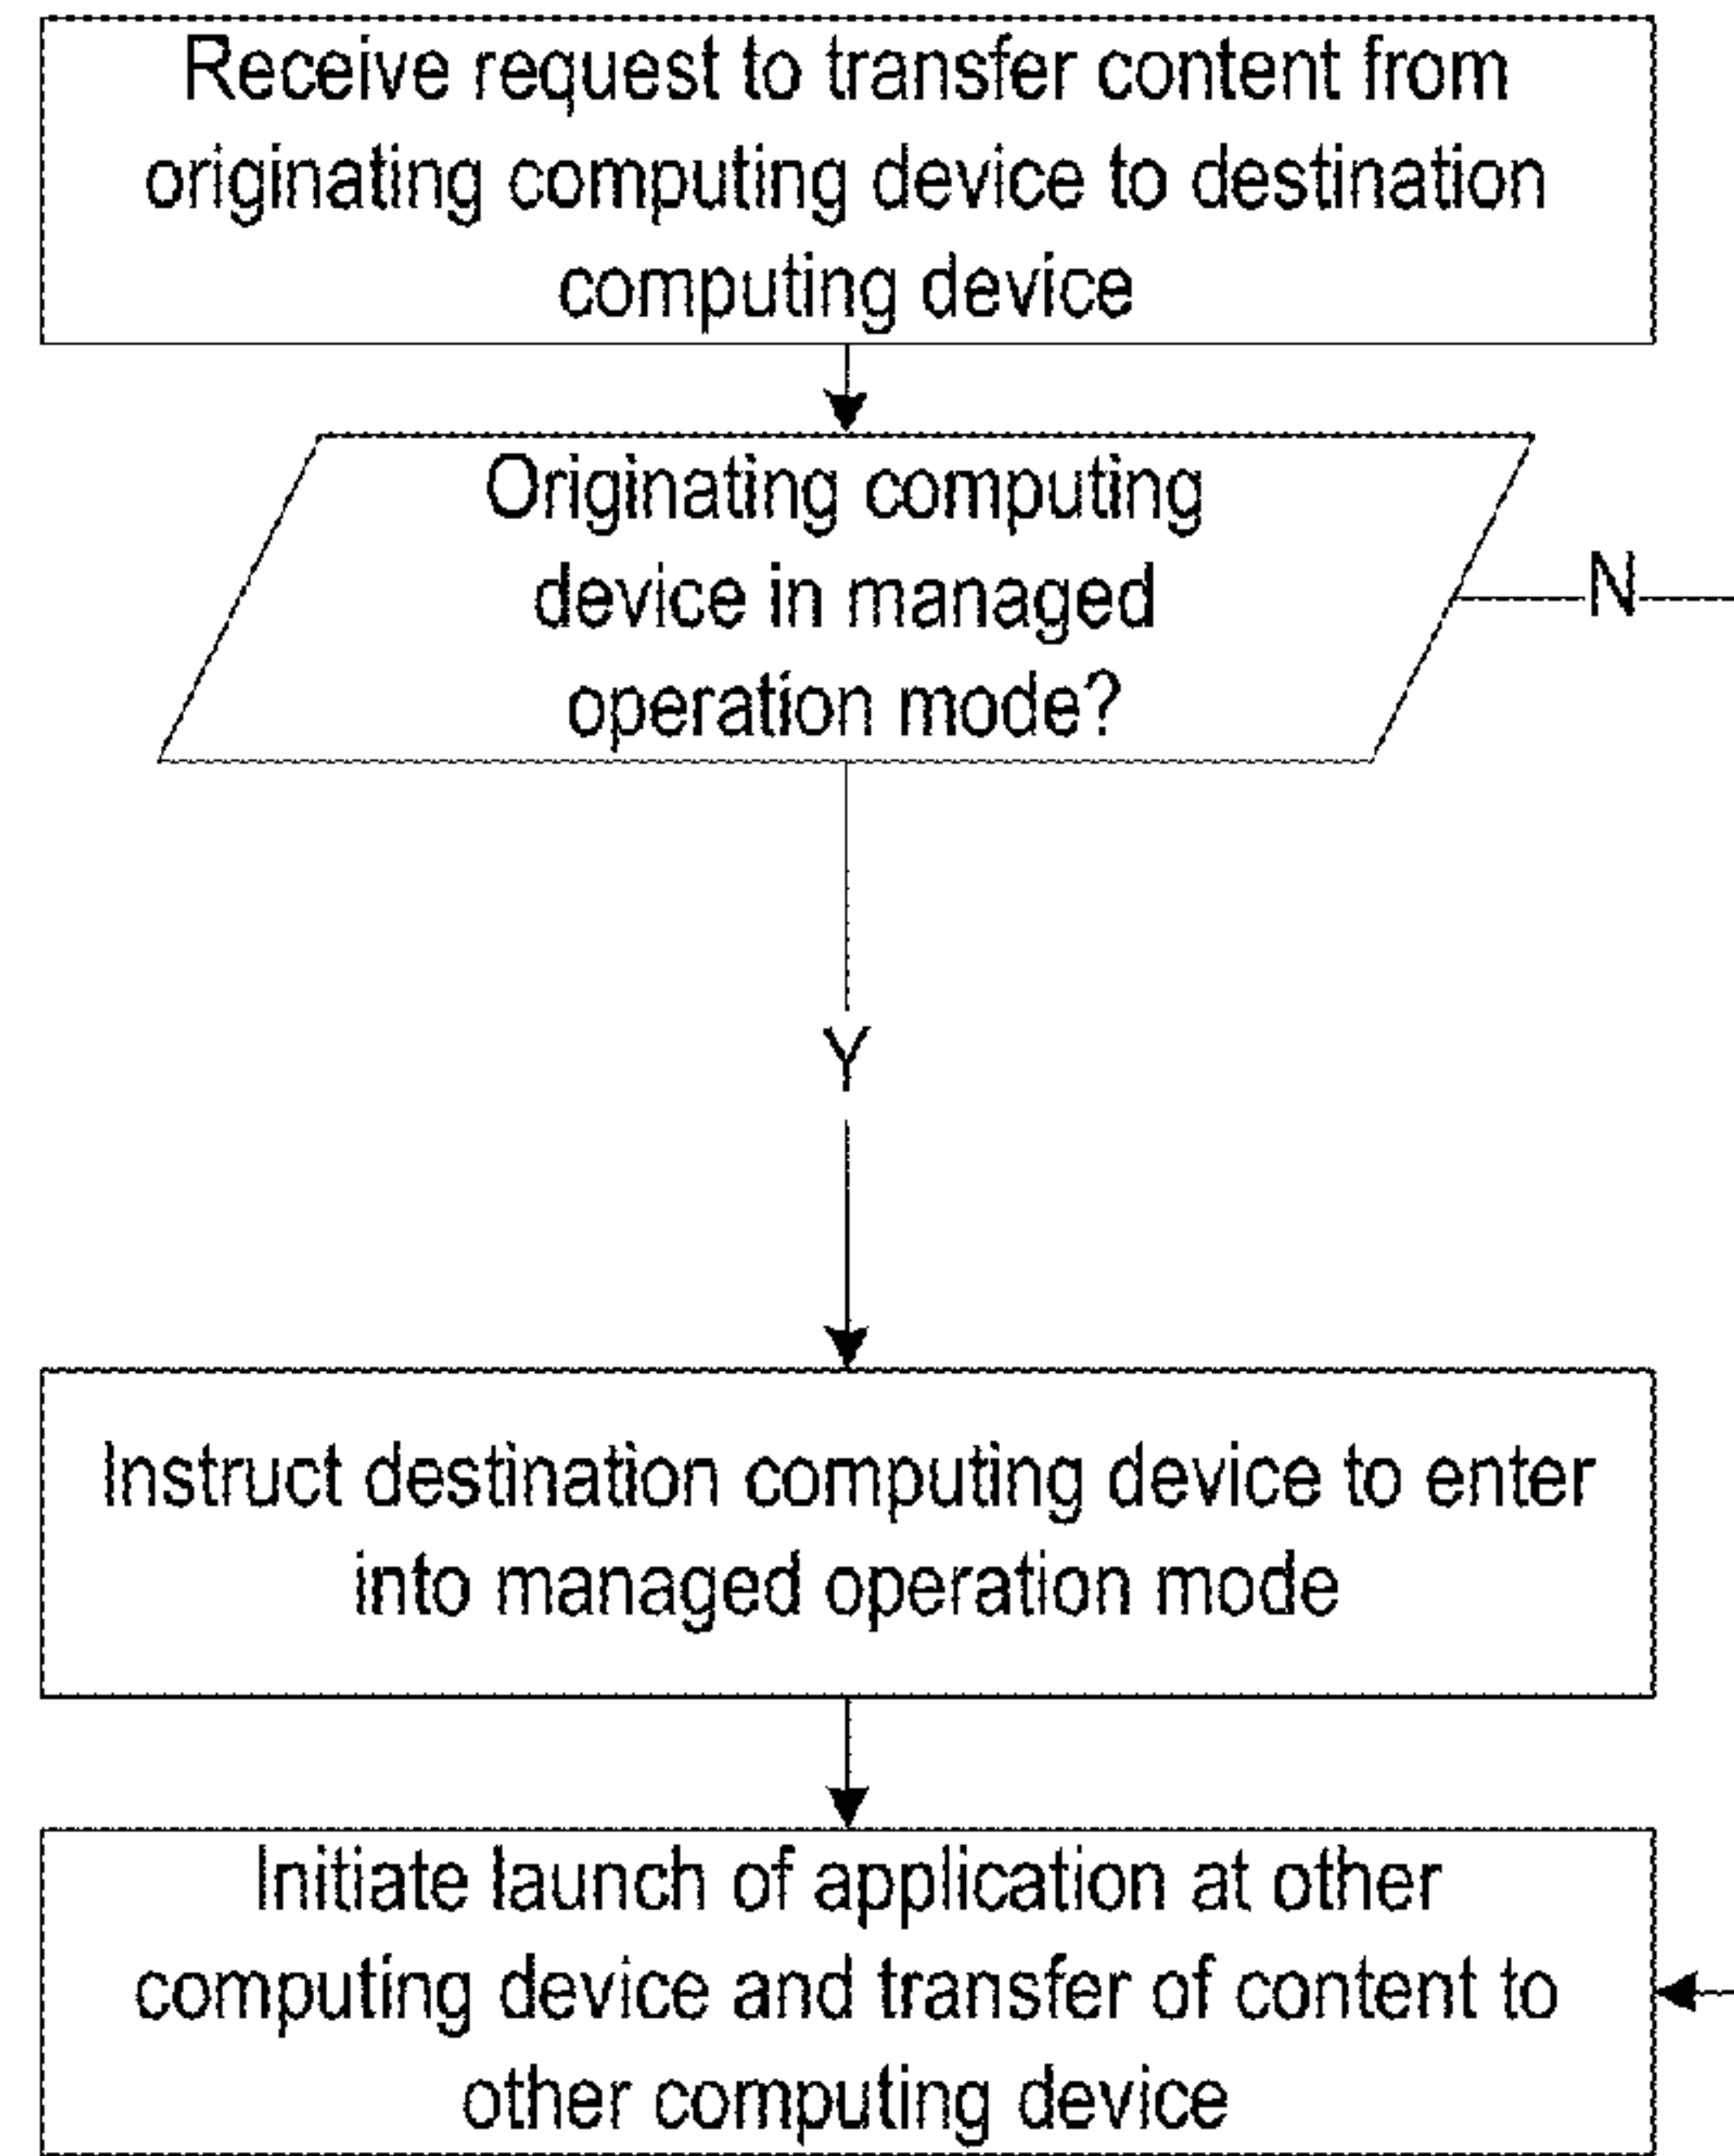 Receive request to transfer content from
originating computing device to destination
computing device
Originating computing
device in managed
operation mode?
N
Y
Instruct destination computing device to enter
into managed operation mode
Initiate launch of application at other
computing device and transfer of content to
other computing device